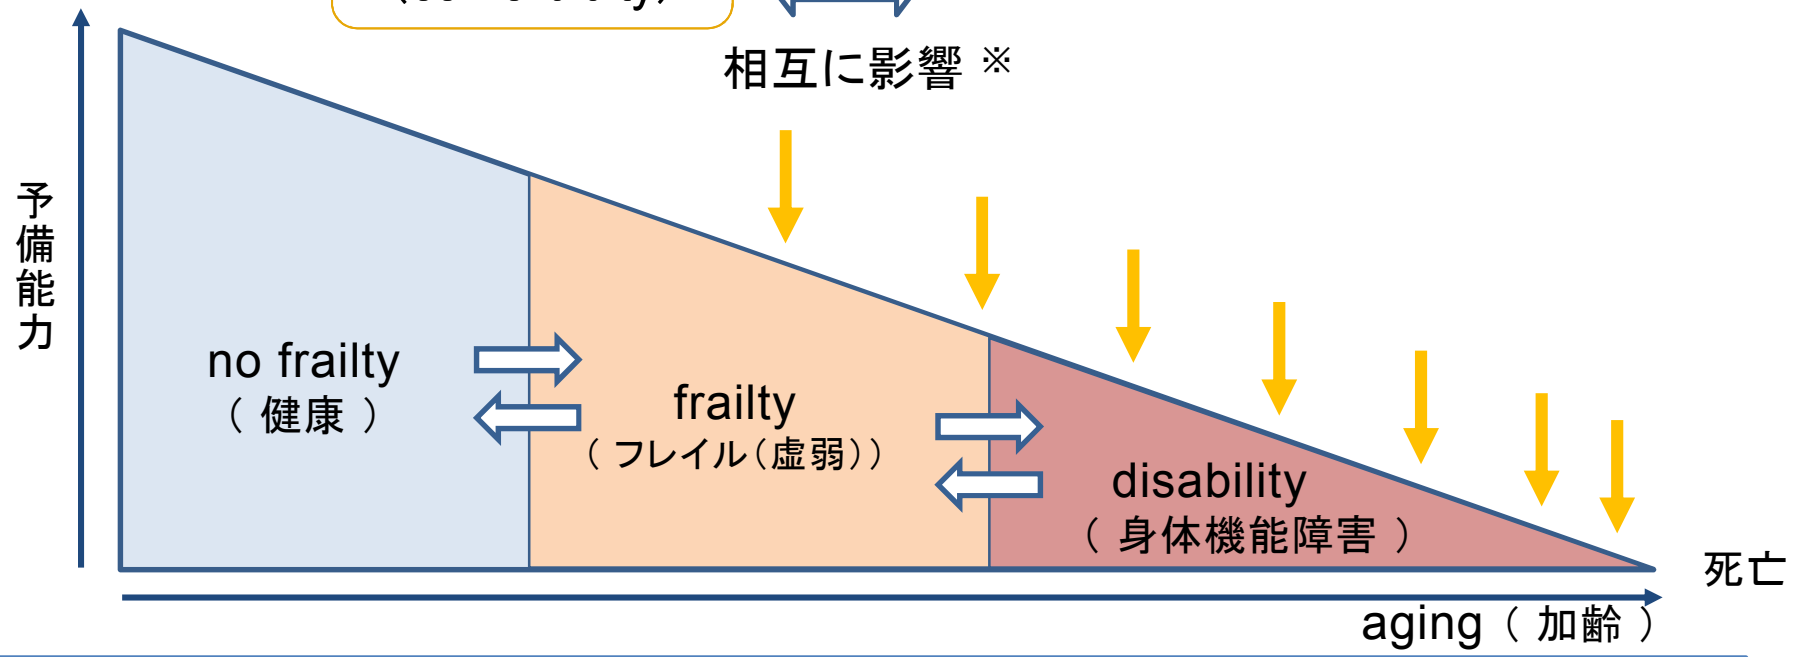 相互に影響 ※
予備能力
no frailty
（ 健康 ）
frailty
（ フレイル（虚弱））
disability
（ 身体機能障害 ）
死亡
aging（ 加齢 ）